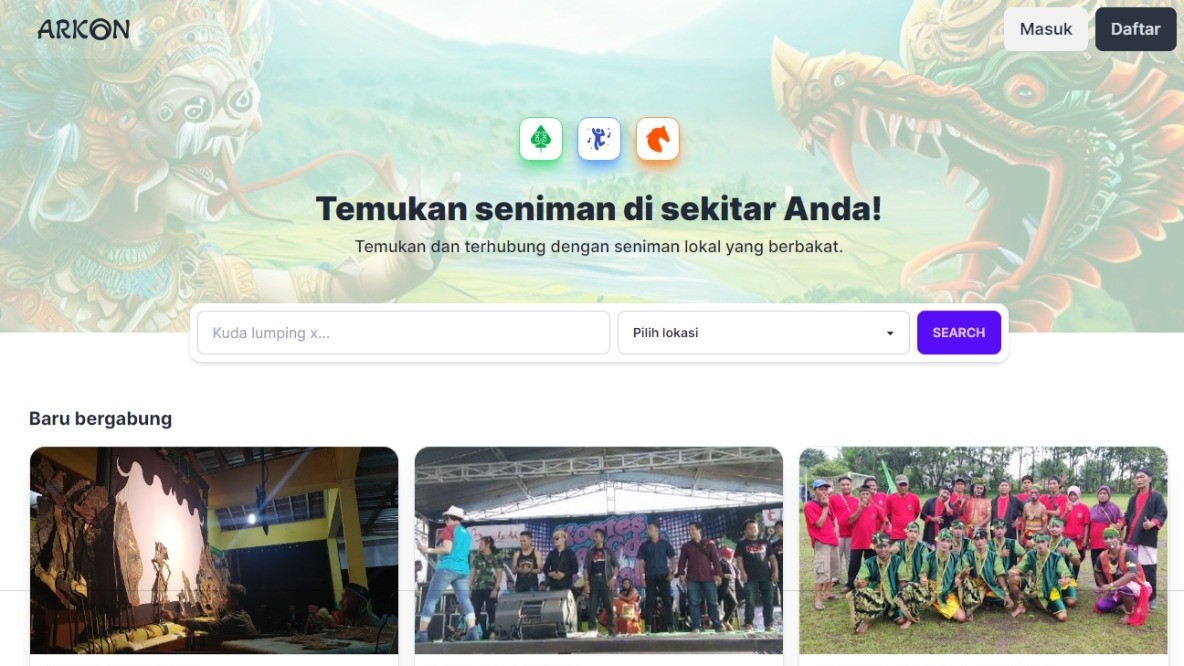 ARKON
Masuk
Daftar
Temukan seniman di sekitar Anda!
Temukan dan terhubung dengan seniman lokal yang berbakat.
Kuda lumping x...
Pilih lokasi
SEARCH
Baru bergabung